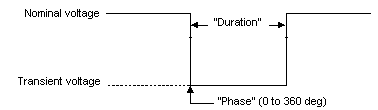 Nominal voltage
"Duration"
Transient voltage
"Phase" (0 to 360 deg)